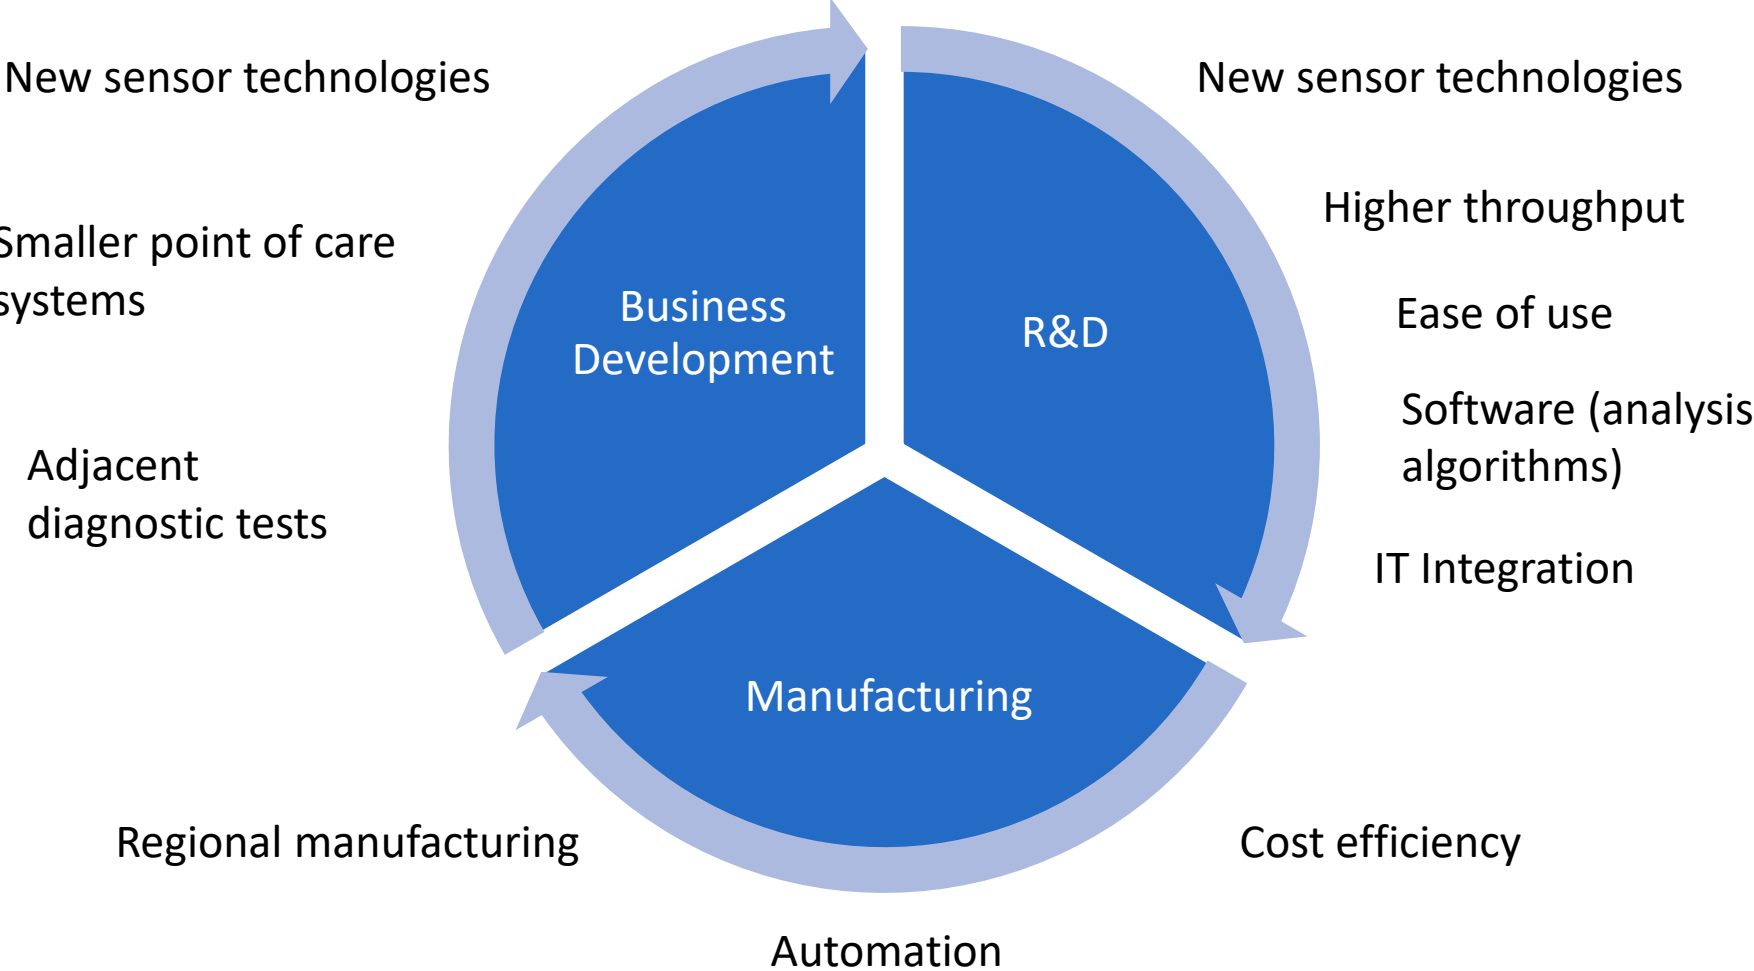 New sensor technologies
Smaller point of care
systems
Adjacent
diagnostic tests
Business
Development
R&D
New sensor technologies
Higher throughput
Ease of use
Software (analysis
algorithms)
IT Integration
Manufacturing
Regional manufacturing
Cost efficiency
Automation